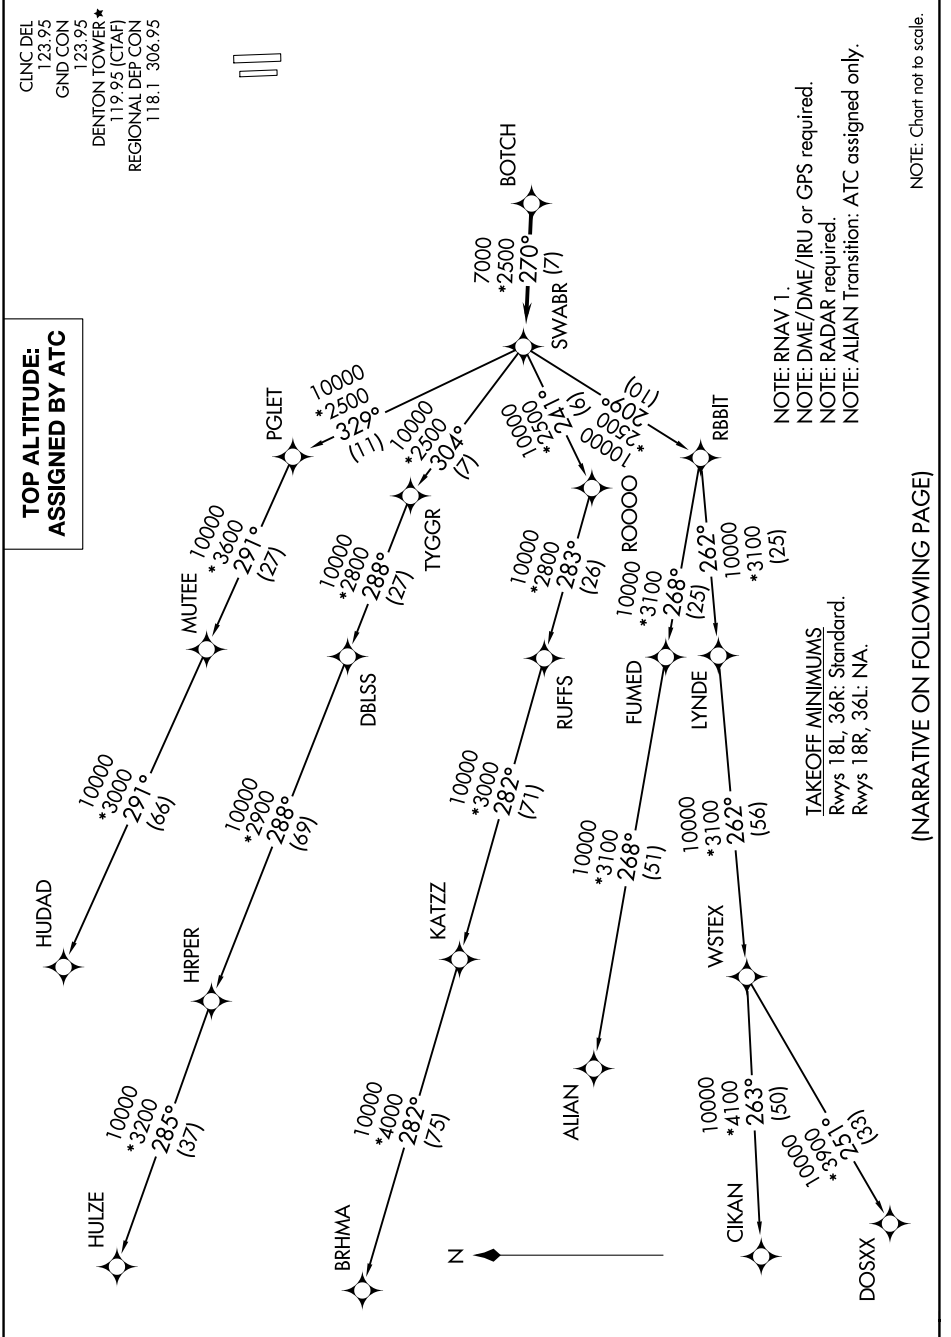 CLNC DEL
123.95
GND CON
123.95
DENTON TOWER★
119.95 (CTAF)
REGIONAL DEP CON
118.1 306.95
TOP ALTITUDE:
ASSIGNED BY ATC
BOTCH
7000
*2500
270°
(7)
SWABR
10000
*2500
329°
(11)
PGLET
10000
*3600
291°
(27)
MUTEE
10000
*3000
291°
(66)
HUDAD
10000
*2500
304°
(7)
TYGGR
10000
*2800
288°
(27)
DBLSS
10000
*2900
288°
(69)
HRPER
10000
*3200
285°
(37)
HULZE
10000
*2500
241°
(9)
ROOOO
10000
*2800
283°
(26)
RUFFS
10000
*3000
282°
(71)
KATZZ
10000
*4000
282°
(75)
BRHMA
10000
*2500
209°
(10)
RBBIT
10000
*3100
268°
(25)
FUMED
10000
*3100
268°
(51)
ALIAN
262°
10000
*3100
(25)
LYNDE
10000
*3100
262°
(56)
WSTEX
10000
*4100
263°
(50)
CIKAN
10000
*3900
251°
(33)
DOSXX
N
NOTE: RNAV 1.
NOTE: DME/DME/IRU or GPS required.
NOTE: RADAR required.
NOTE: ALIAN Transition: ATC assigned only.
TAKEOFF MINIMUMS
Rwys 18L, 36R: Standard.
Rwys 18R, 36L: NA.
NOTE: Chart not to scale.
(NARRATIVE ON FOLLOWING PAGE)